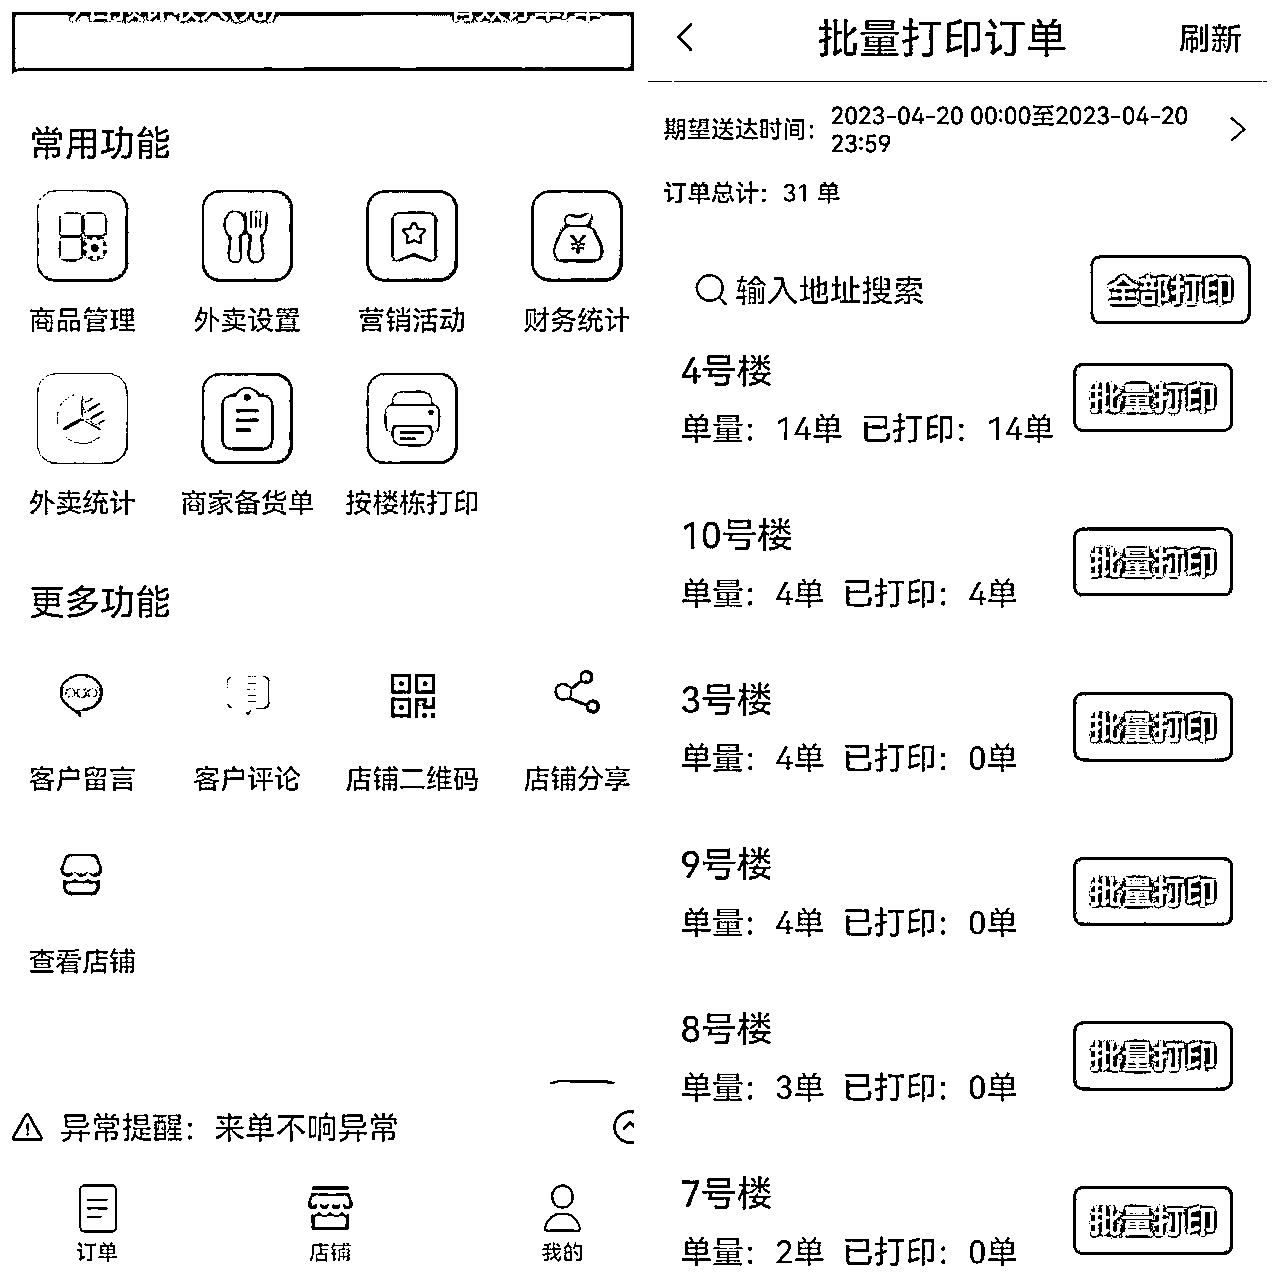 常用功能
商品管理 外卖设置 营销活动 财务统计
外卖统计 商家备货单 按楼栋打印
更多功能
客户留言 客户评论 店铺二维码 店铺分享
查看店铺
异常提醒：来单不响异常
订单 店铺 我的
批量打印订单 刷新
期望送达时间：2023-04-20 00:00至2023-04-20
23:59
订单总计：31 单
输入地址搜索 全部打印
4号楼
批量打印
单量：14单 已打印：14单
10号楼
批量打印
单量：4单 已打印：4单
3号楼
批量打印
单量：4单 已打印：0单
9号楼
批量打印
单量：4单 已打印：0单
8号楼
批量打印
单量：3单 已打印：0单
7号楼
批量打印
单量：2单 已打印：0单